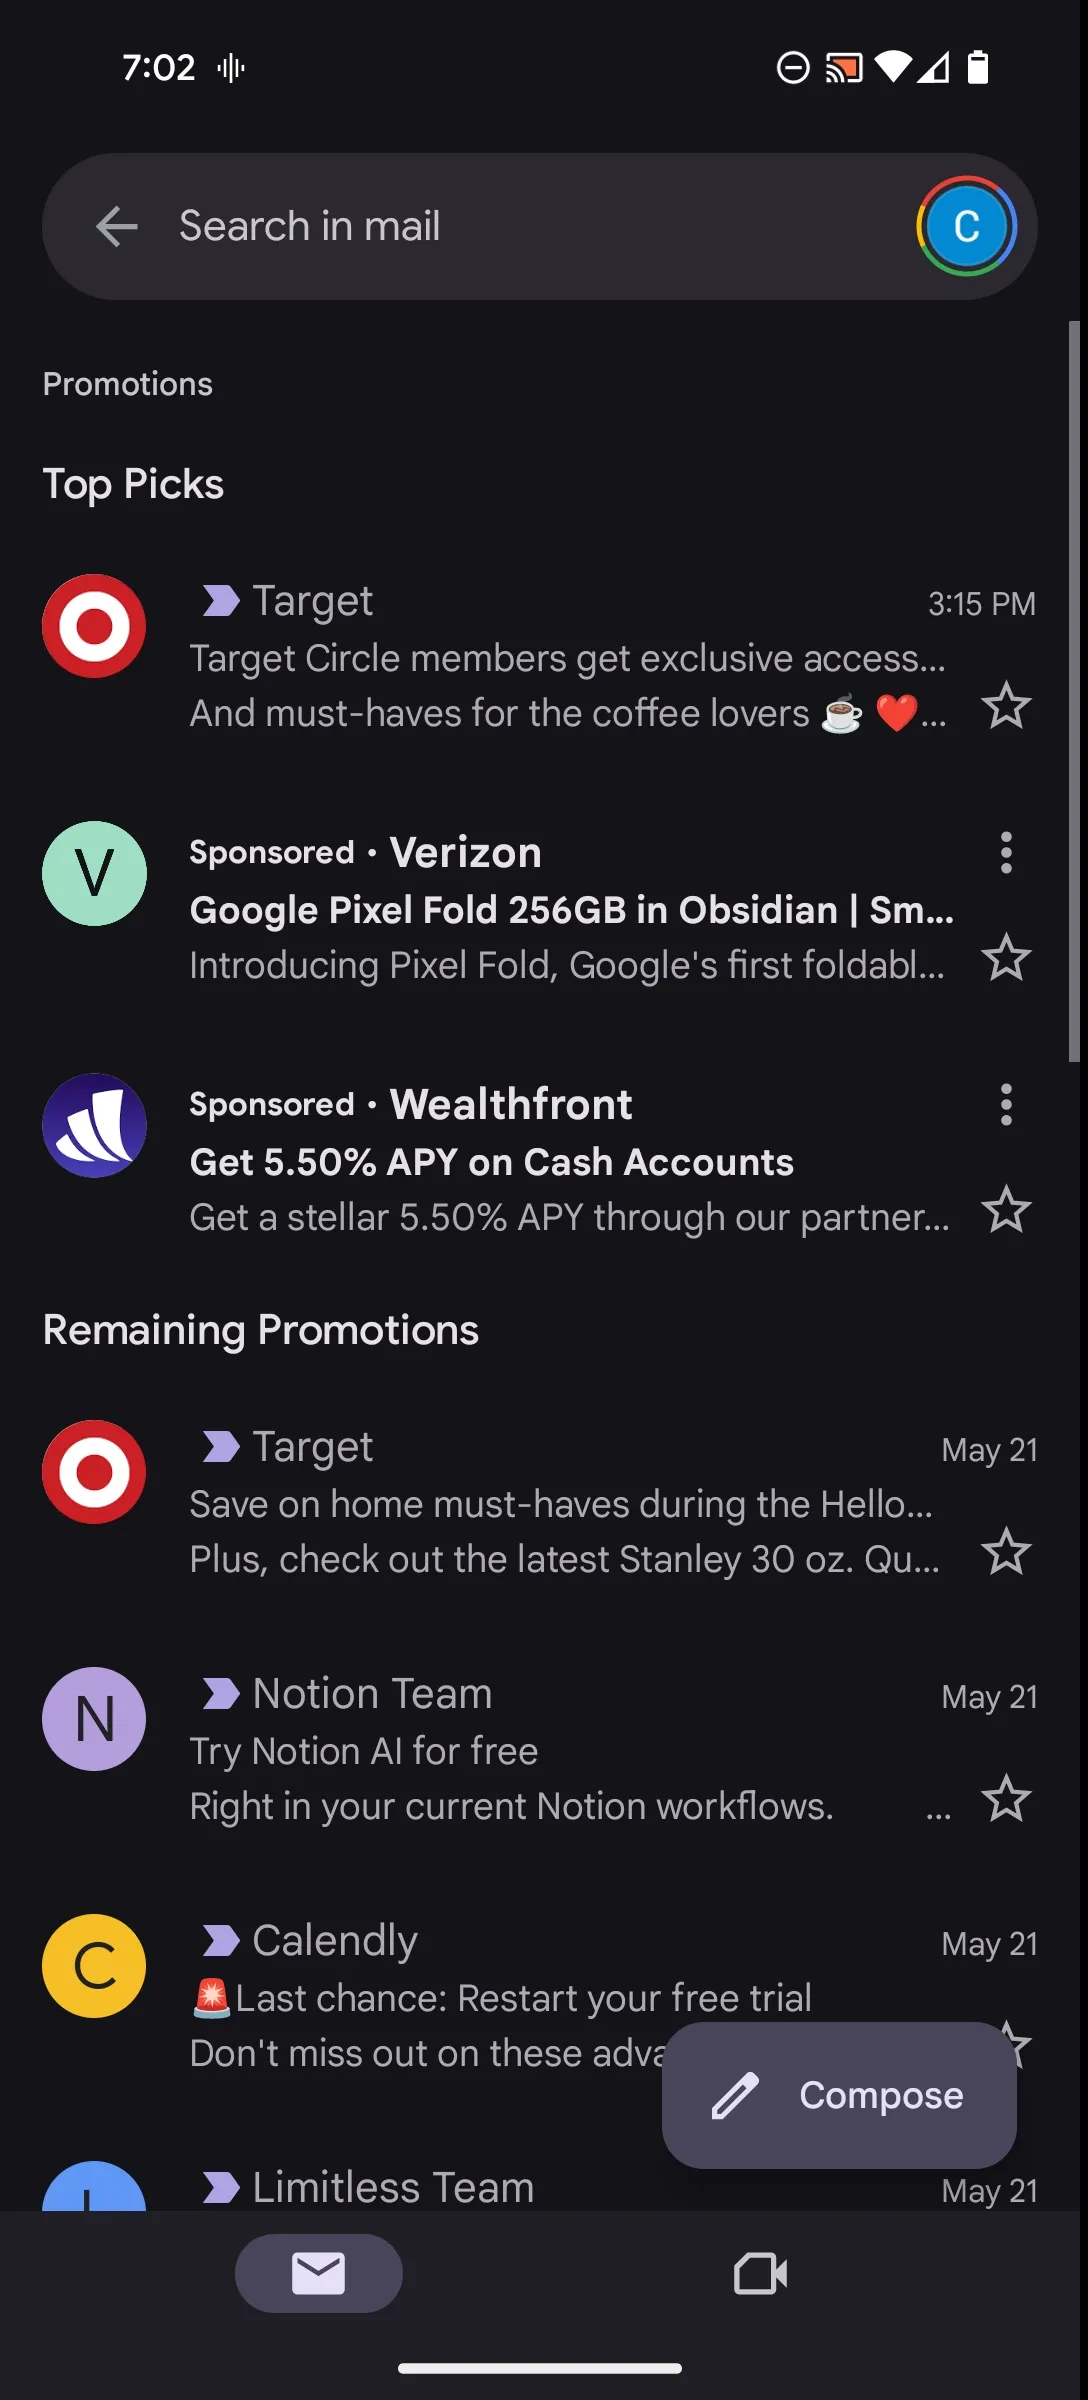 7:02
Search in mail
C
Promotions
Top Picks
Target
3:15 PM
Target Circle members get exclusive access...
And must-haves for the coffee lovers ☕ ❤️...
V
Sponsored • Verizon
Google Pixel Fold 256GB in Obsidian | Sm...
Introducing Pixel Fold, Google's first foldabl...
Sponsored • Wealthfront
Get 5.50% APY on Cash Accounts
Get a stellar 5.50% APY through our partner...
Remaining Promotions
Target
May 21
Save on home must-haves during the Hello...
Plus, check out the latest Stanley 30 oz. Qu...
N
Notion Team
May 21
Try Notion AI for free
Right in your current Notion workflows. ...
C
Calendly
May 21
🚨Last chance: Restart your free trial
Don't miss out on these adva
Compose
Limitless Team
May 21